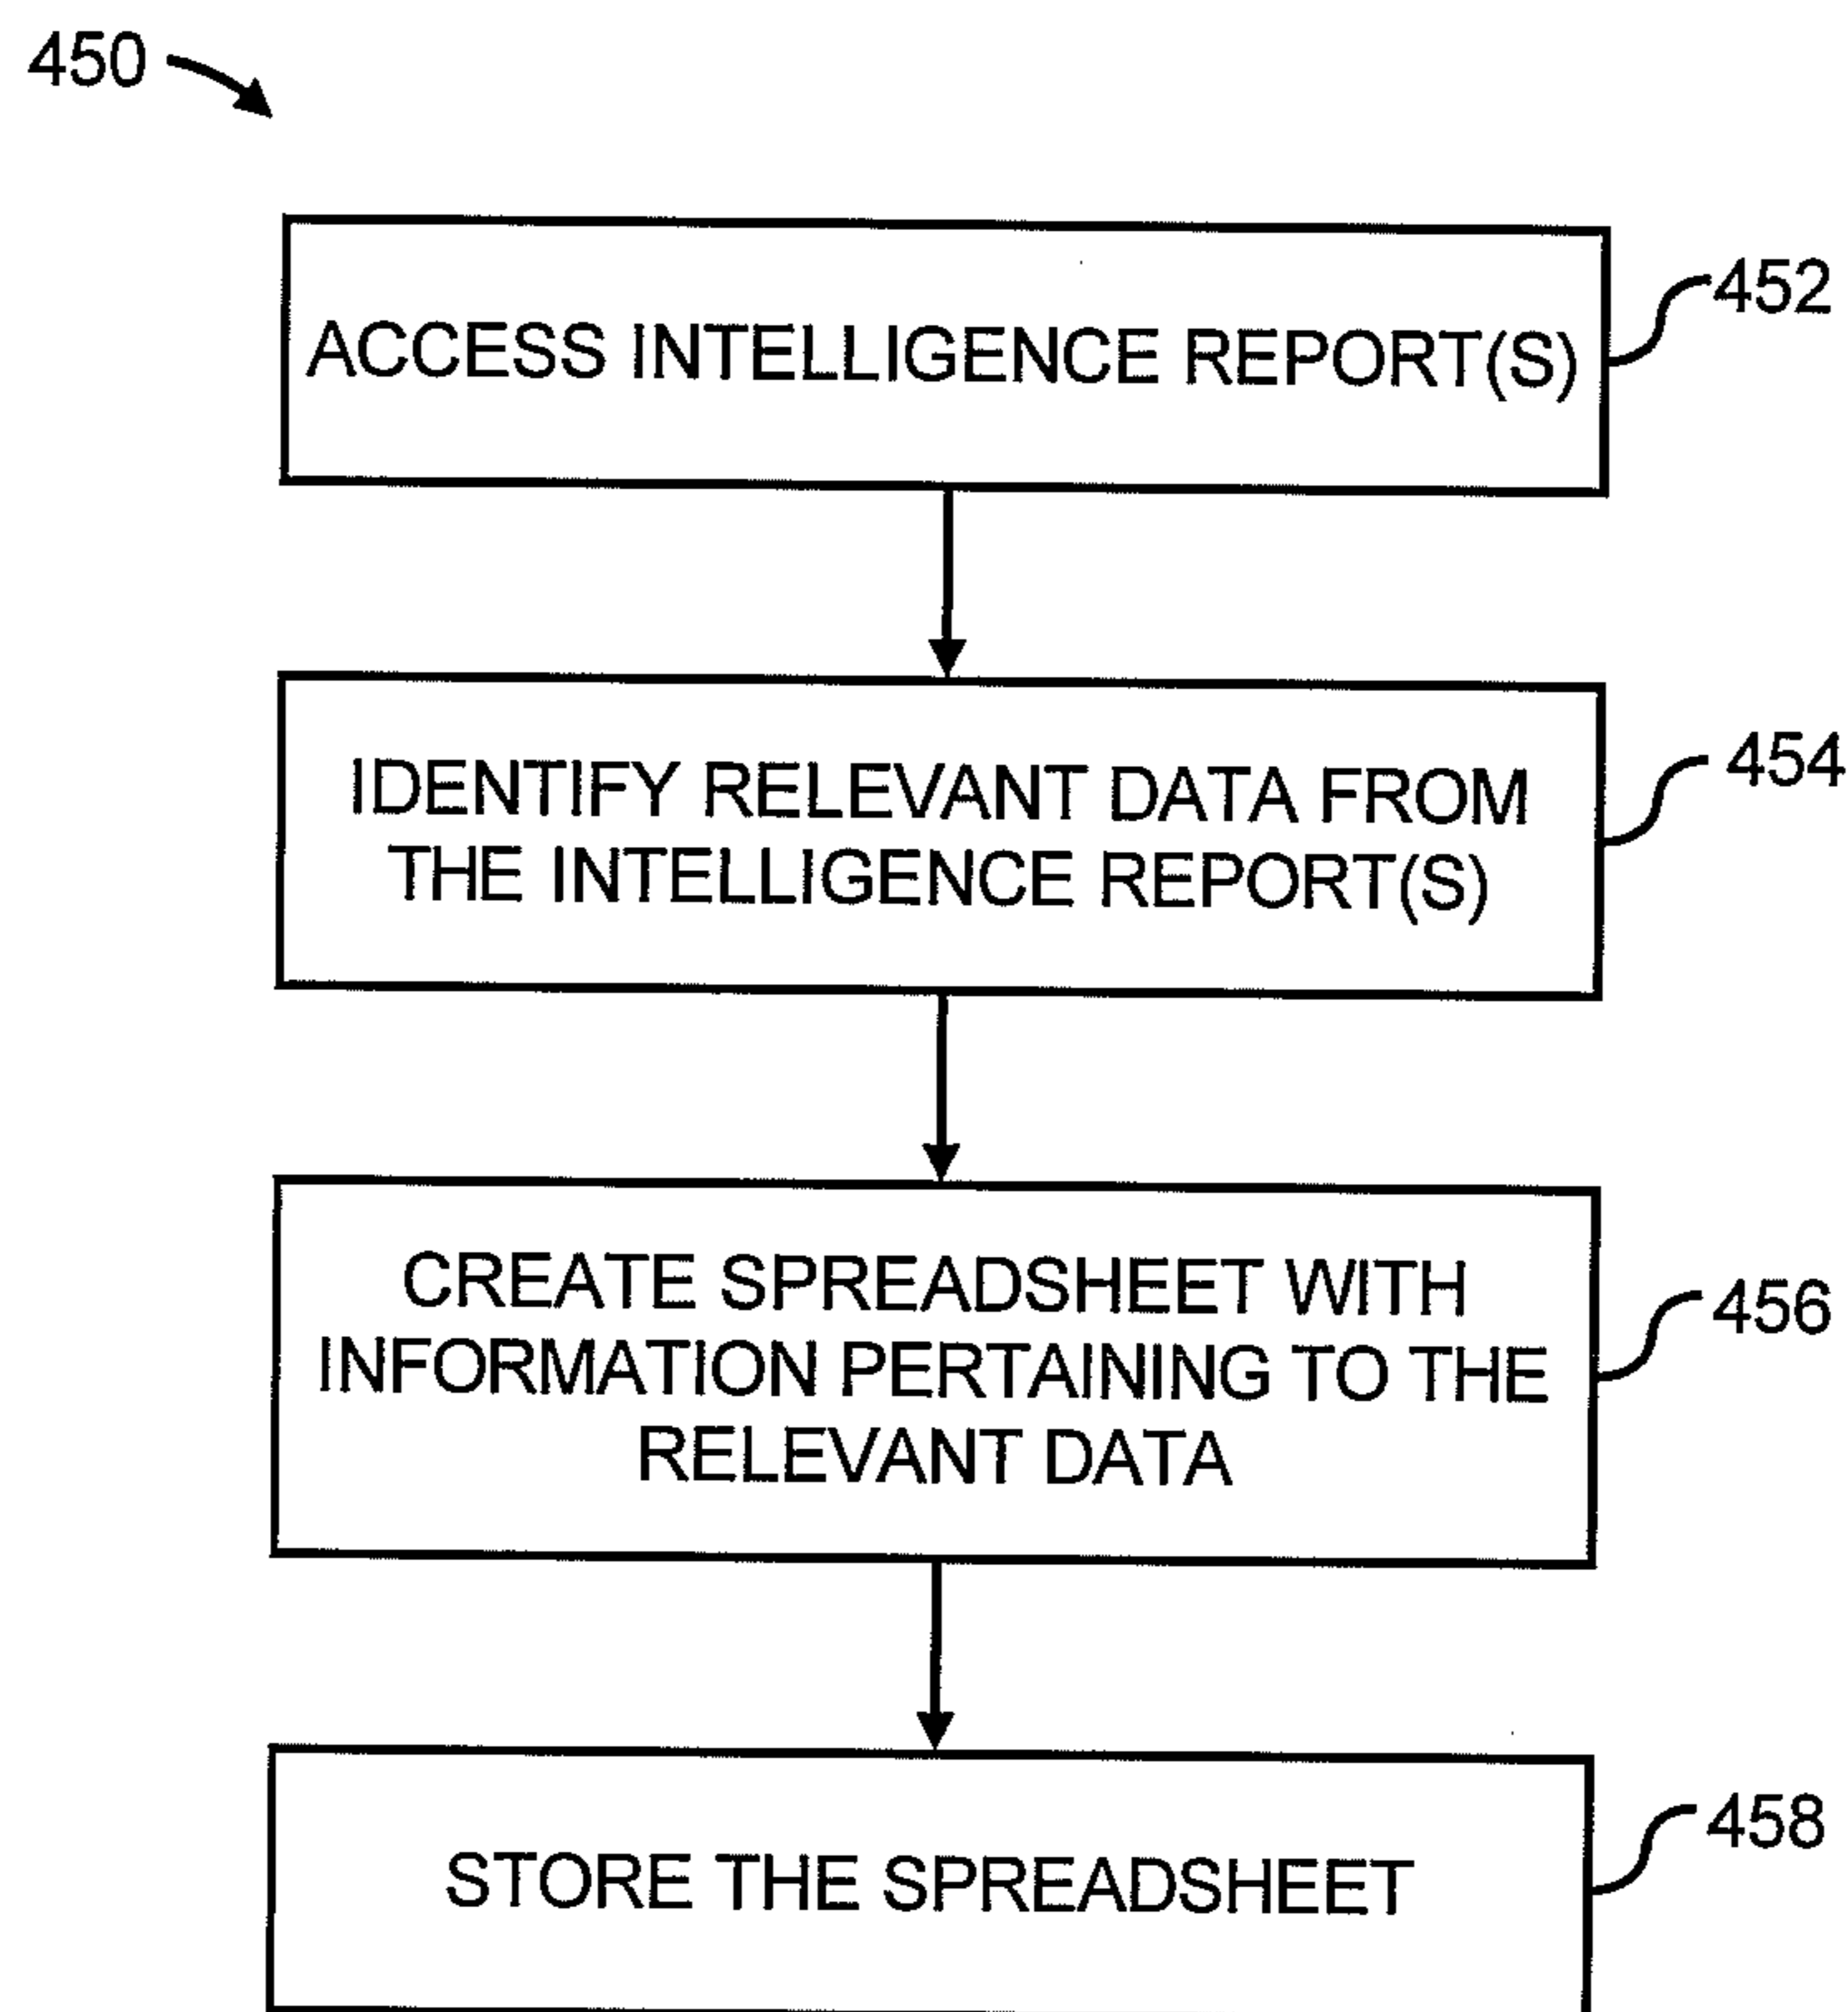 450
ACCESS INTELLIGENCE REPORT(S)
452
IDENTIFY RELEVANT DATA FROM
THE INTELLIGENCE REPORT(S)
454
CREATE SPREADSHEET WITH
INFORMATION PERTAINING TO THE
RELEVANT DATA
456
STORE THE SPREADSHEET
458